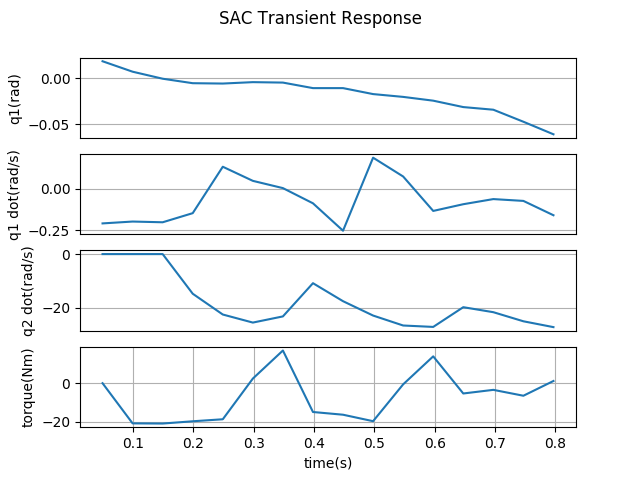 SAC Transient Response
q1(rad)
0.00
−0.05
q1 dot(rad/s)
0.00
−0.25
q2 dot(rad/s)
0
−20
torque(Nm)
0
−20
0.1 0.2 0.3 0.4 0.5 0.6 0.7 0.8
time(s)